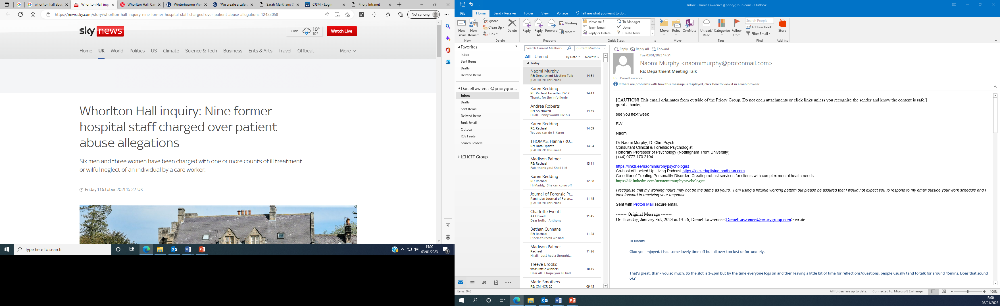 whorlton hall abus
Whorlton Hall inqu
Whorlton Hall: Car
Winterbourne Vie
'We create a safe s
Sarah Markham: D
CJSM - Login
Priory Intranet
https://news.sky.com/story/whorlton-hall-inquiry-nine-former-hospital-staff-charged-over-patient-abuse-allegations-12423058
Not syncing
sky news
3 Jan
10°
10°
Watch Live
Home UK World Politics US Climate Science & Tech Business Ents & Arts Travel Offbeat More
Whorlton Hall inquiry: Nine former
hospital staff charged over patient
abuse allegations
Six men and three women have been charged with one or more counts of ill treatment
or wilful neglect of an individual by a care worker.
Friday 1 October 2021 15:22, UK
Type here to search
15:00
03/01/2023
3
Inbox - DanielLawrence@priorygroup.com - Outlook
File Home Send / Receive Folder View Voltage Tell me what you want to do...
New
Email
New
Items
New
Ignore
Clean Up
Junk
Delete
Delete
Reply
Reply
All
Forward
Meeting
More
Respond
Move to: ?
Team Email
Reply & Delete
To Manager
Done
Create New
Quick Steps
Move
Rules
OneNote
Move
Unread/
Read
Categorize
Follow
Up
Tags
Search People
Address Book
Filter Email
Find
Store
Add-ins
Favorites
Inbox
Sent Items
Drafts
Deleted Items
DanielLawrence@priorygrou...
Inbox
Drafts
Sent Items
Deleted Items
Junk Email
Outbox
RSS Feeds
Search Folders
LCHCFT Group
Search Current Mailbox (...
Current Mailbox
All Unread
By Date Newest
Today
Naomi Murphy
RE: Department Meeting Talk 14:51
[CAUTION! This email
Karen Redding
RE: Rachael Lassetter FW: C... 14:43
Thanks for the info Kerrie –
Andrea Roberts
RE: AA Howell 14:35
Hi all, Jenny would like his
Karen Redding
RE: Rachael 14:09
Yes you can do J Karen
THOMAS, Hanna (RU...
Re: Data Update 14:04
[CAUTION! This email
Madison Palmer
RE: Rachael 13:11
Fab, thank you! Shall I let
Karen Redding
RE: Rachael 12:58
Hi Maddy, She can come off
Journal of Forensic Pr...
Reminder: Journal of Foren... 11:45
[CAUTION! This email
Charlotte Everitt
AA Howell 11:45
Dear both, Anthony
Bethan Cunnane
RE: Rachael 11:28
I seem to recall we had
Madison Palmer
Rachael 11:26
Hi all, Just had a thought...
Treeve Brooks
xmas raffle winners 10:45
Dear All I hope you all had
Marie Smothers
RE: CM HCR-20 09:45
Reply Reply All Forward
Tue 03/01/2023 14:51
Naomi Murphy <naomimurphy@protonmail.com>
RE: Department Meeting Talk
To Daniel Lawrence
If there are problems with how this message is displayed, click here to view it in a web browser.
[CAUTION! This email originates from outside of the Priory Group. Do not open attachments or click links unless you recognise the sender and know the content is safe.]
great - thanks,
see you next week
BW
Naomi
Dr Naomi Murphy, D. Clin. Psych
Consultant Clinical & Forensic Psychologist
Honorary Professor of Psychology (Nottingham Trent University)
(+44) 0777 173 2104
https://linktr.ee/naomimurphypsychologist
Co-host of Locked Up Living Podcast:https://lockedupliving.podbean.com
Co-editor of Treating Personality Disorder: Creating robust services for clients with complex mental health needs
https://uk.linkedin.com/in/naomimurphypsychologist
I recognise that my working hours may not be the same as yours. I am using a flexible working pattern but please be assured that I would not expect you to respond to my email outside your work schedule and I
look forward to receiving your response.
Sent with Proton Mail secure email.
------- Original Message -------
On Tuesday, January 3rd, 2023 at 13:56, Daniel Lawrence <DanielLawrence@priorygroup.com> wrote:
Hi Naomi
Glad you enjoyed. I had some lovely time off but all over too fast unfortunately.
That's great, thank you so much. So the slot is 1-2pm but by the time everyone logs on and then leaving a little bit of time for reflections/questions, people usually tend to talk for around 45mins. Does that sound
ok?
Items: 943
All folders are up to date. Connected to: Microsoft Exchange
100%
15:00
03/01/2023